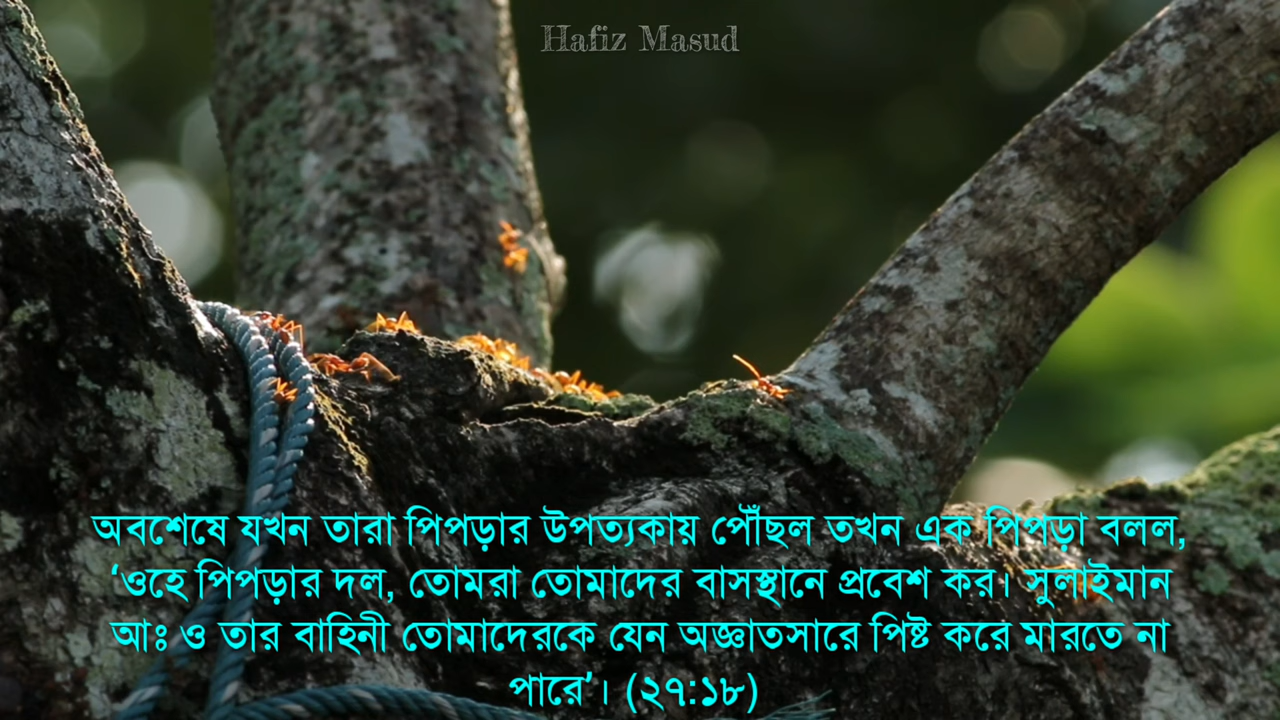 Hafiz Masud
অবশেষে যখন তারা পিপড়ার উপত্যকায় পৌঁছল তখন এক পিপড়া বলল,
‘ওহে পিপড়ার দল, তোমরা তোমাদের বাসস্থানে প্রবেশ কর। সুলাইমান
আঃ ও তার বাহিনী তোমাদেরকে যেন অজ্ঞাতসারে পিষ্ট করে মারতে না
পারে’। (২৭:১৮)